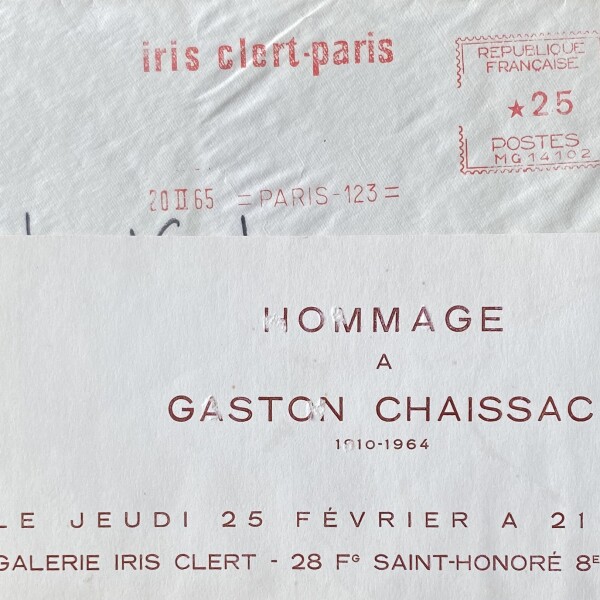 iris clert-paris
REPUBLIQUE
FRANÇAISE
★25
POSTES
MG 14102
20 II 65 = PARIS-123 =
HOMMAGE
A
GASTON CHAISSAC
1910-1964
LE JEUDI 25 FÉVRIER A 21
GALERIE IRIS CLERT - 28 FG SAINT-HONORÉ 8E